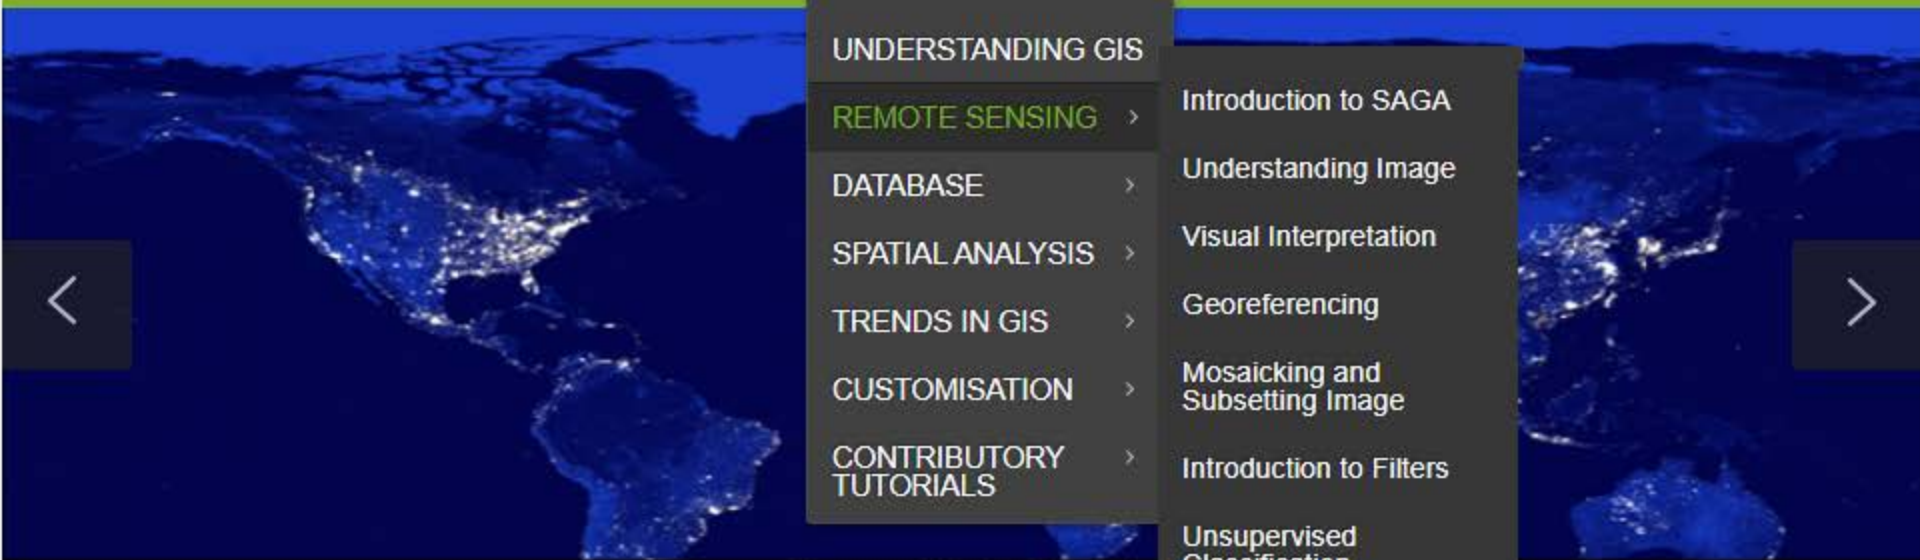 UNDERSTANDING GIS
REMOTE SENSING
DATABASE
SPATIAL ANALYSIS
TRENDS IN GIS
CUSTOMISATION
CONTRIBUTORY
TUTORIALS
Introduction to SAGA
Understanding Image
Visual Interpretation
Georeferencing
Mosaicking and
Subsetting Image
Introduction to Filters
Unsupervised